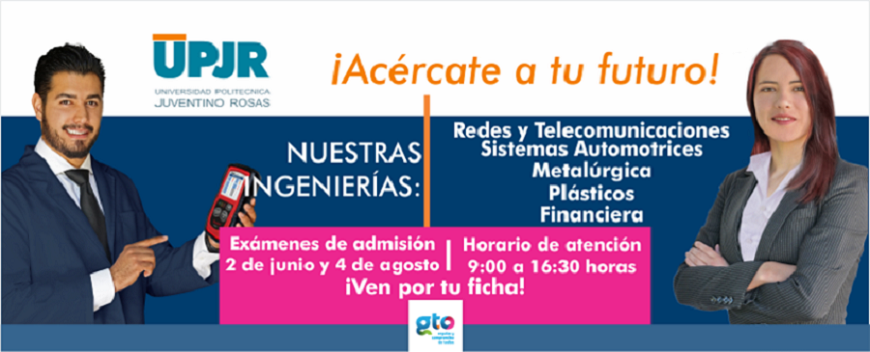 UPJR
UNIVERSIDAD POLITECNICA
JUVENTINO ROSAS
¡Acércate a tu futuro!
NUESTRAS
INGENIERÍAS:
Redes y Telecomunicaciones
Sistemas Automotrices
Metalúrgica
Plásticos
Financiera
Exámenes de admisión
2 de junio y 4 de agosto
Horario de atención
9:00 a 16:30 horas
¡Ven por tu ficha!
gto